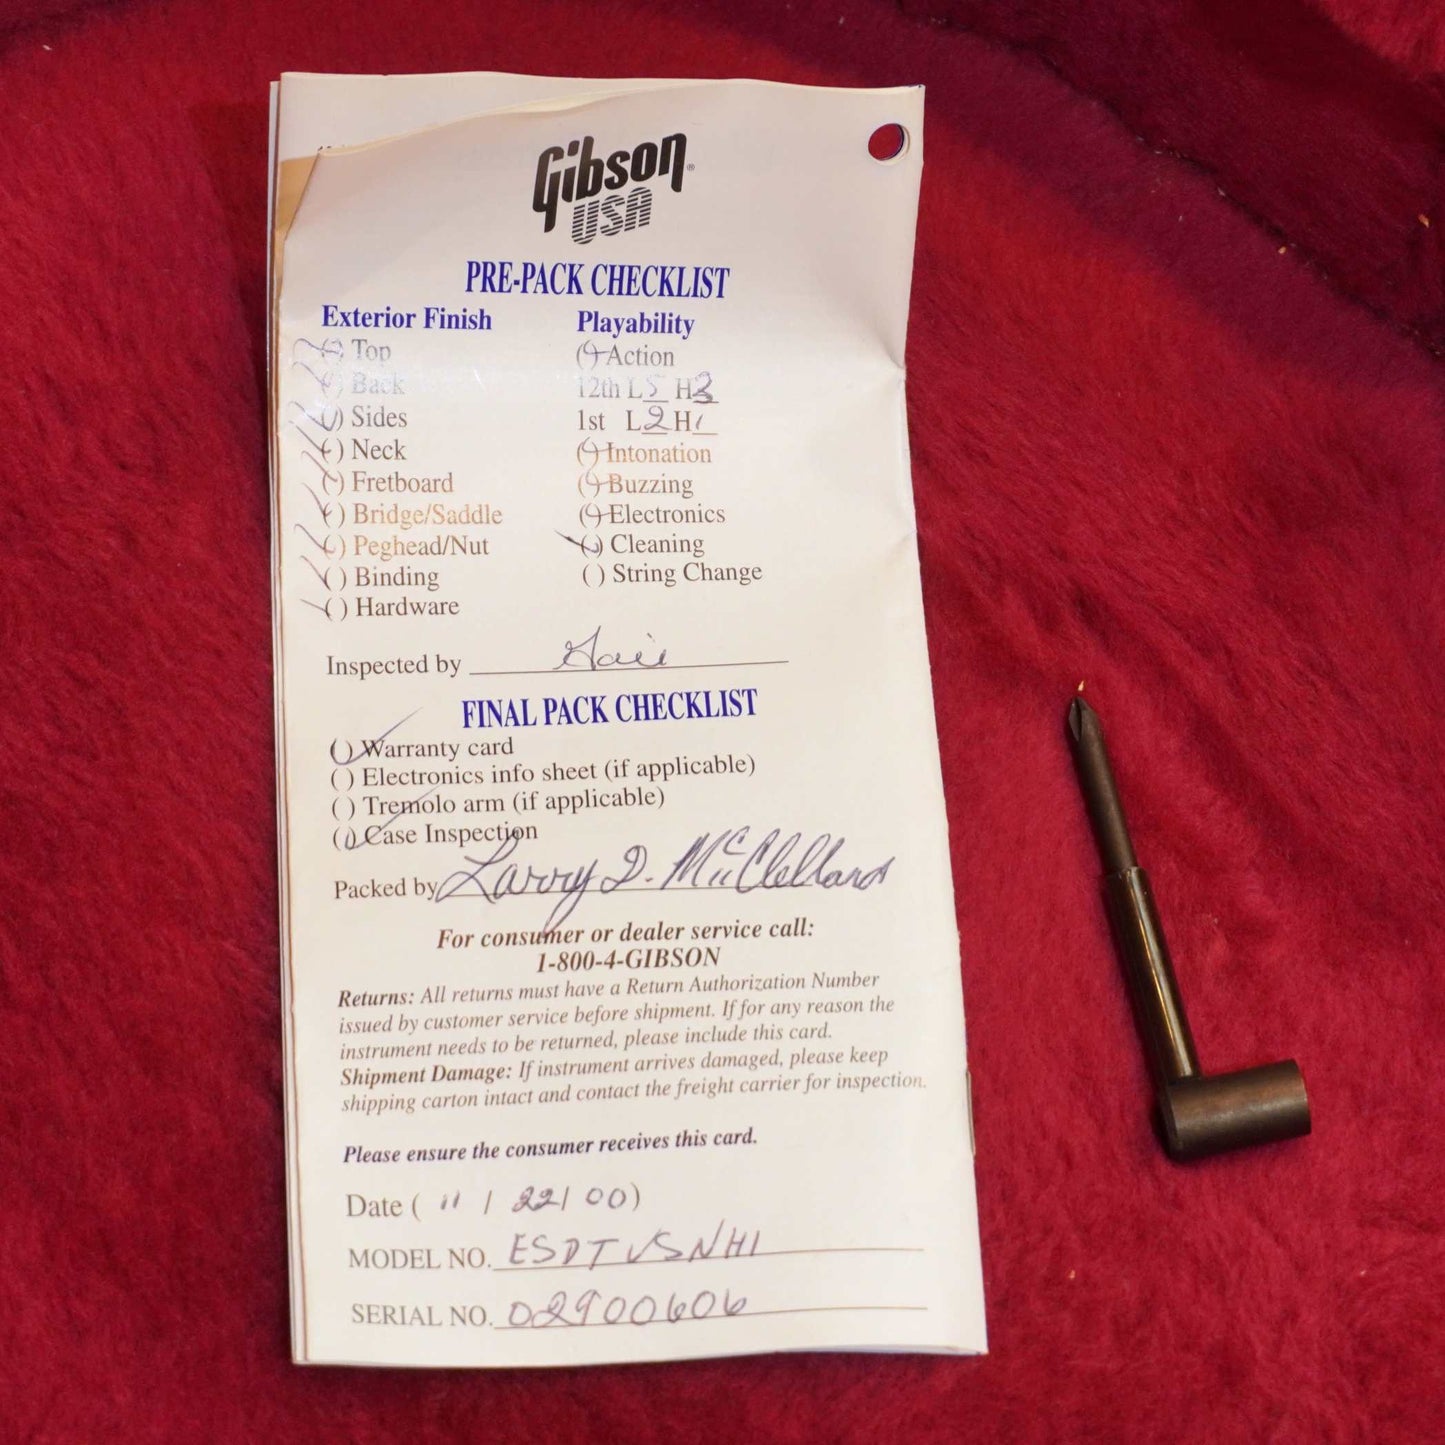 Gibson®
USA
PRE-PACK CHECKLIST
Exterior Finish Playability
( ) Top ( ) Action
( ) Back 12th L 5 H 3
( ) Sides 1st L 2 H 1
( ) Neck ( ) Intonation
( ) Fretboard ( ) Buzzing
( ) Bridge/Saddle ( ) Electronics
( ) Peghead/Nut ( ) Cleaning
( ) Binding ( ) String Change
( ) Hardware
Inspected by
FINAL PACK CHECKLIST
( ) Warranty card
( ) Electronics info sheet (if applicable)
( ) Tremolo arm (if applicable)
( ) Case Inspection
Packed by Larry D. McClelland
For consumer or dealer service call:
1-800-4-GIBSON
Returns: All returns must have a Return Authorization Number
issued by customer service before shipment. If for any reason the
instrument needs to be returned, please include this card.
Shipment Damage: If instrument arrives damaged, please keep
shipping carton intact and contact the freight carrier for inspection.
Please ensure the consumer receives this card.
Date ( 11 / 22/ 00)
MODEL NO. ESDTVSNH1
SERIAL NO. 02900606